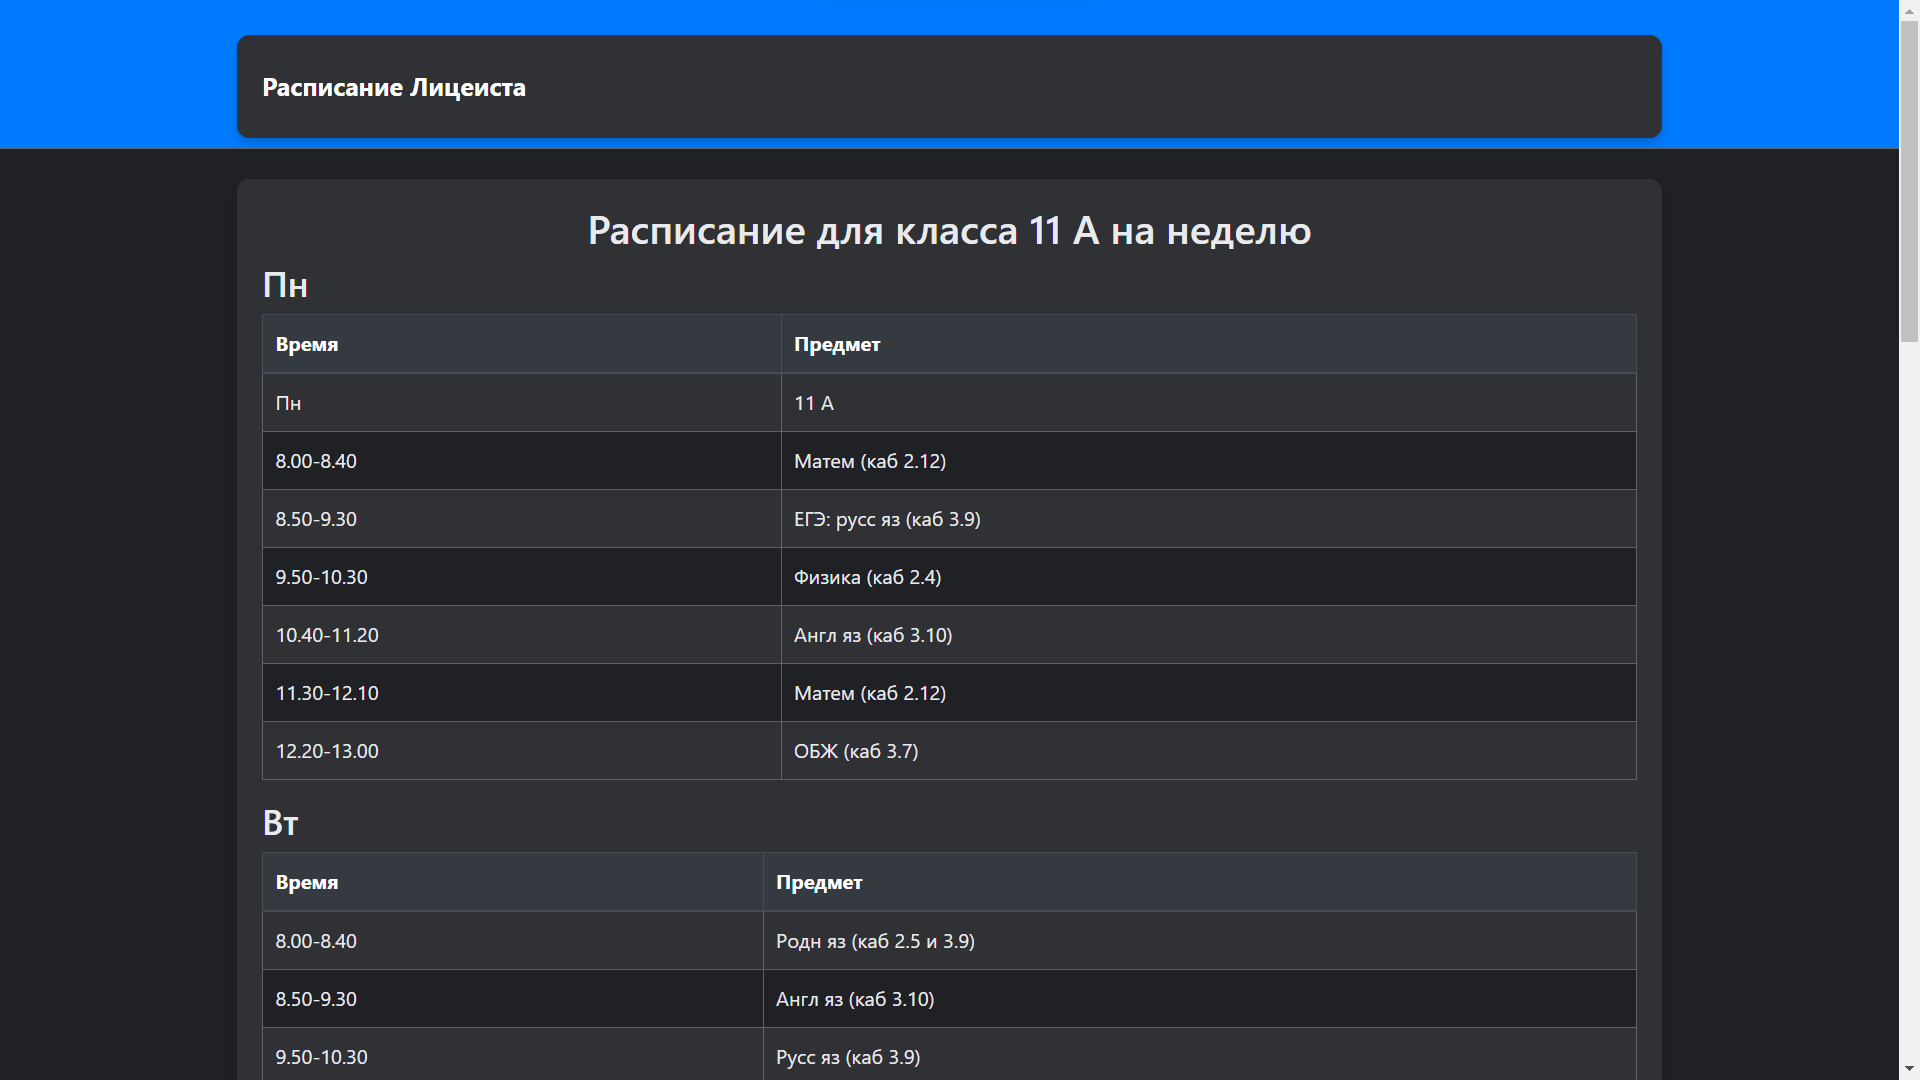 Расписание Лицеиста
Расписание для класса 11 А на неделю
Пн
Время Предмет
Пн 11 А
8.00-8.40 Матем (каб 2.12)
8.50-9.30 ЕГЭ: русс яз (каб 3.9)
9.50-10.30 Физика (каб 2.4)
10.40-11.20 Англ яз (каб 3.10)
11.30-12.10 Матем (каб 2.12)
12.20-13.00 ОБЖ (каб 3.7)
Вт
Время Предмет
8.00-8.40 Родн яз (каб 2.5 и 3.9)
8.50-9.30 Англ яз (каб 3.10)
9.50-10.30 Русс яз (каб 3.9)